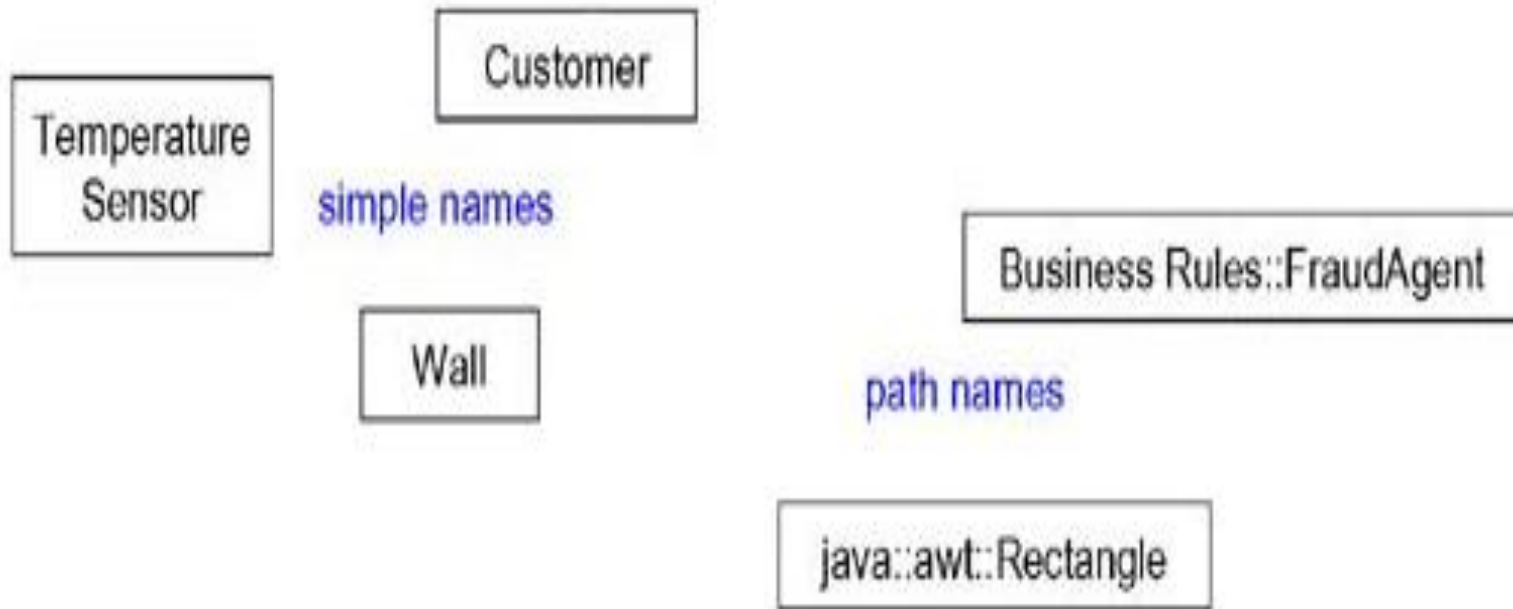 Customer
Temperature
Sensor
simple names
Business Rules::FraudAgent
Wall
path names
java::awt::Rectangle